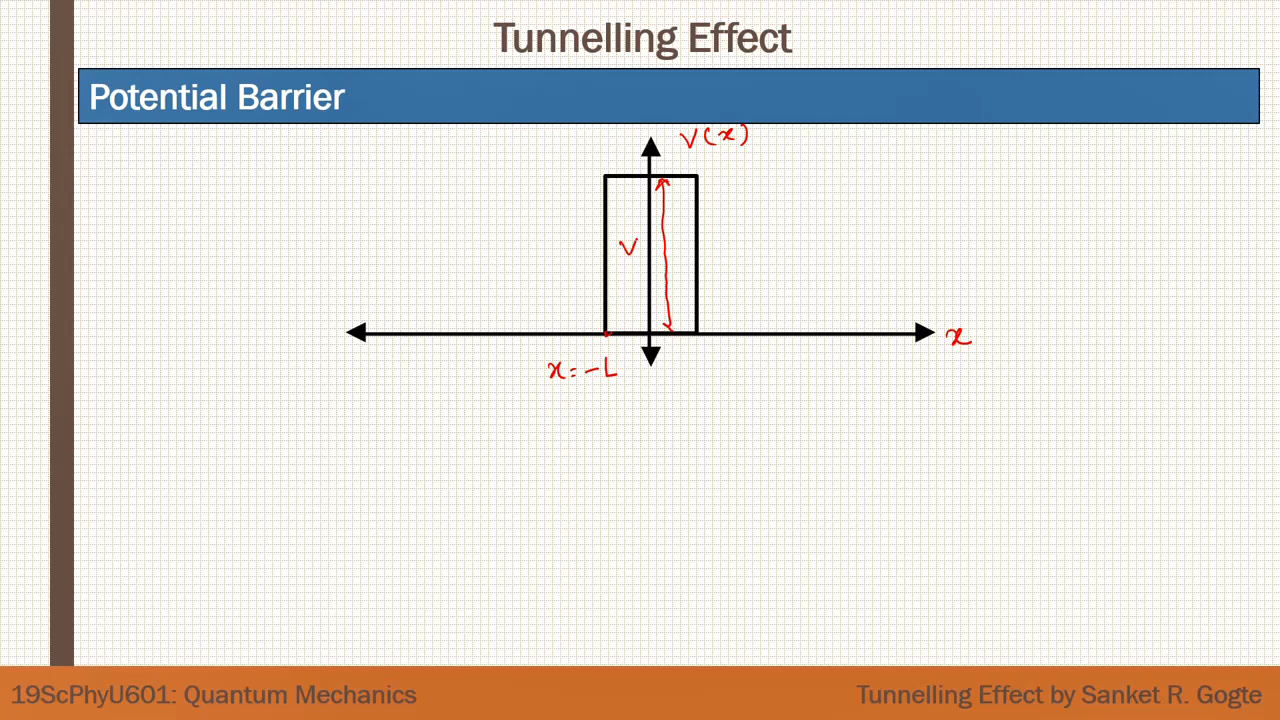 Tunnelling Effect
Potential Barrier
V(x)
V
x
x = -L
19ScPhyU601: Quantum Mechanics
Tunnelling Effect by Sanket R. Gogte